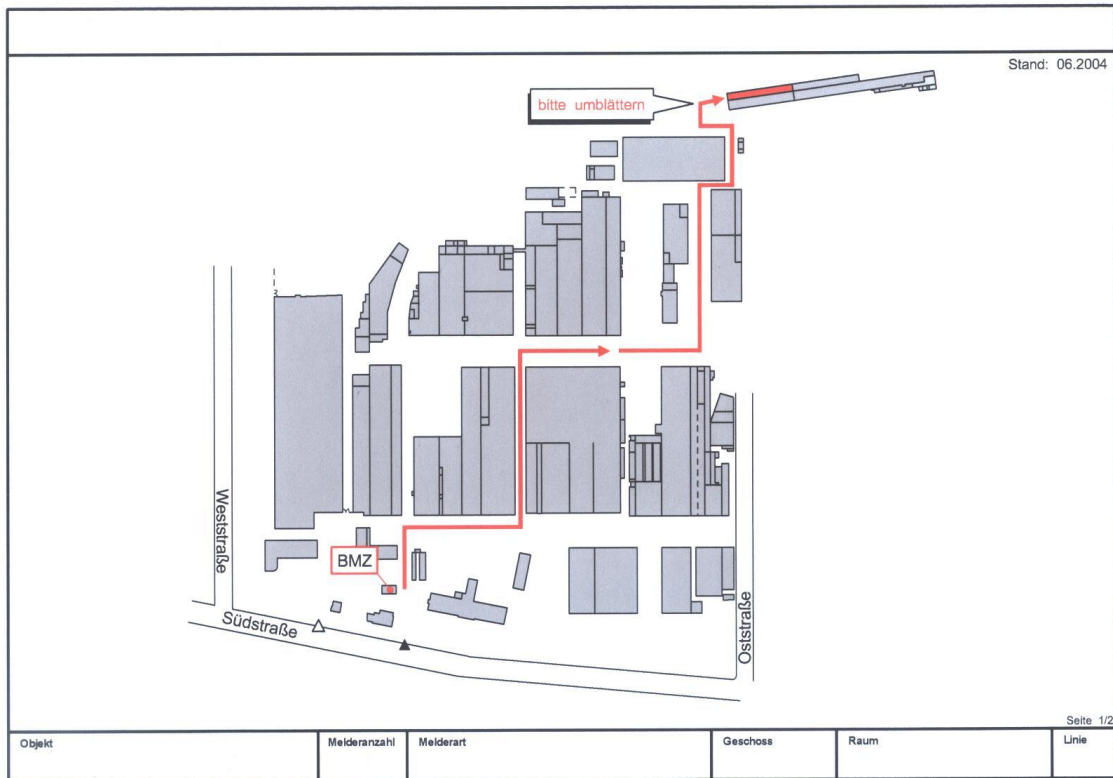 Stand: 06.2004
bitte umblättern
Weststraße
BMZ
Südstraße
Oststraße
Seite 1/2
Objekt
Melderanzahl
Melderart
Geschoss
Raum
Linie